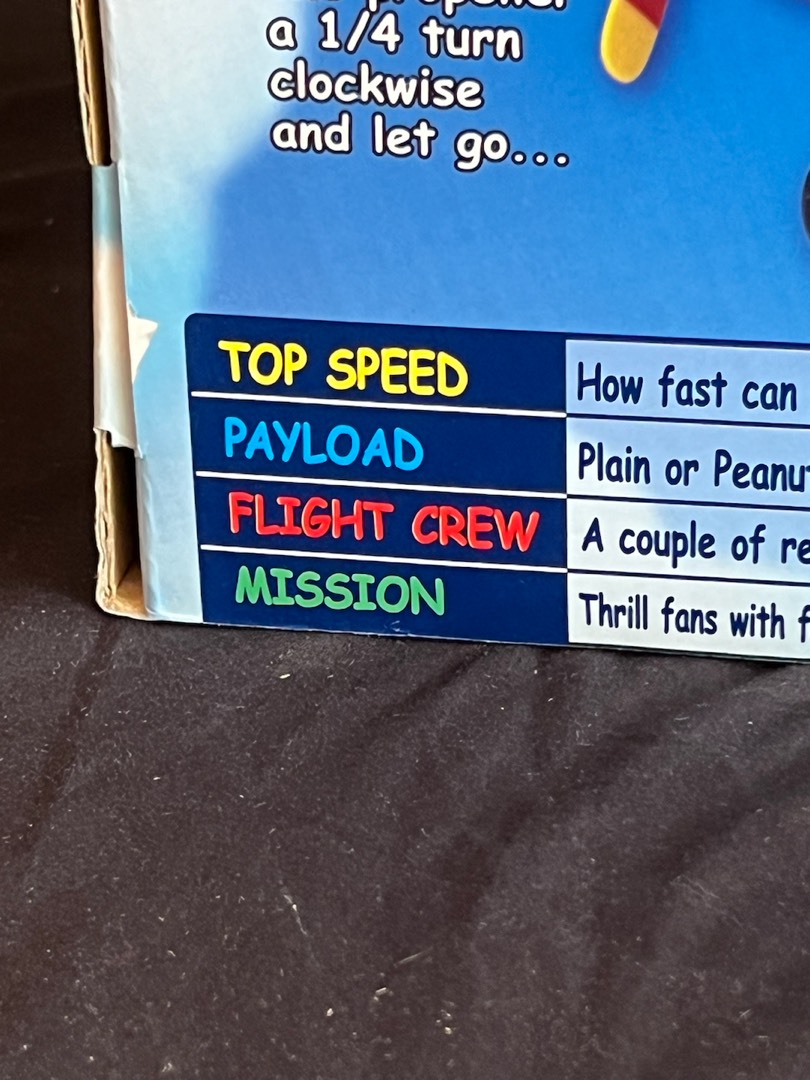 a 1/4 turn
clockwise
and let go...
TOP SPEED How fast can
PAYLOAD Plain or Peanu
FLIGHT CREW A couple of re
MISSION Thrill fans with f